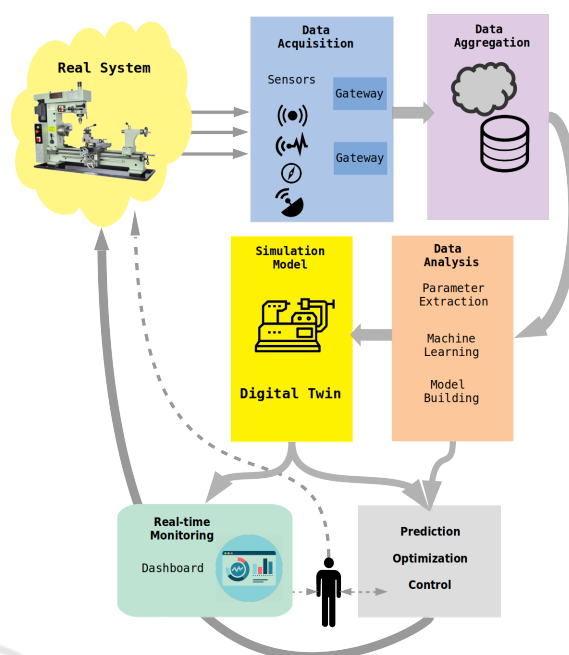 Real System
Data
Acquisition
Sensors
Gateway
Gateway
Data
Aggregation
Simulation
Model
Digital Twin
Data
Analysis
Parameter
Extraction
Machine
Learning
Model
Building
Real-time
Monitoring
Dashboard
Prediction
Optimization
Control